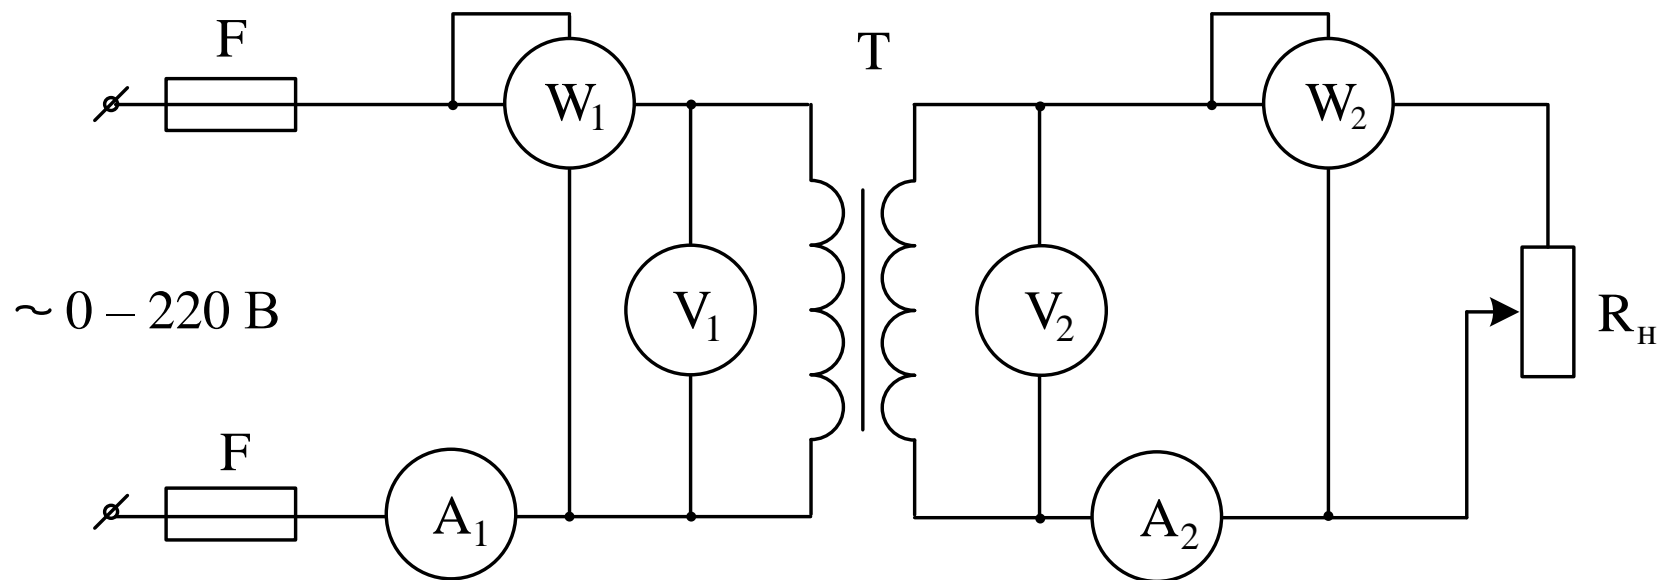 F
T
W₁
W₂
~ 0 – 220 В
V₁
V₂
Rн
F
A₁
A₂